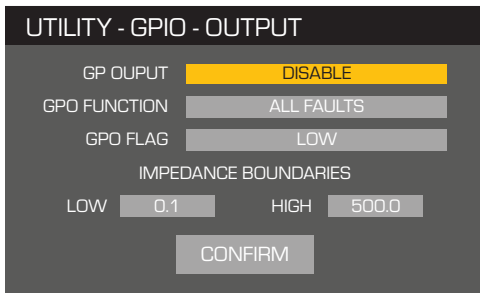 UTILITY - GPIO - OUTPUT
GP OUPUT DISABLE
GPO FUNCTION ALL FAULTS
GPO FLAG LOW
IMPEDANCE BOUNDARIES
LOW 0.1 HIGH 500.0
CONFIRM